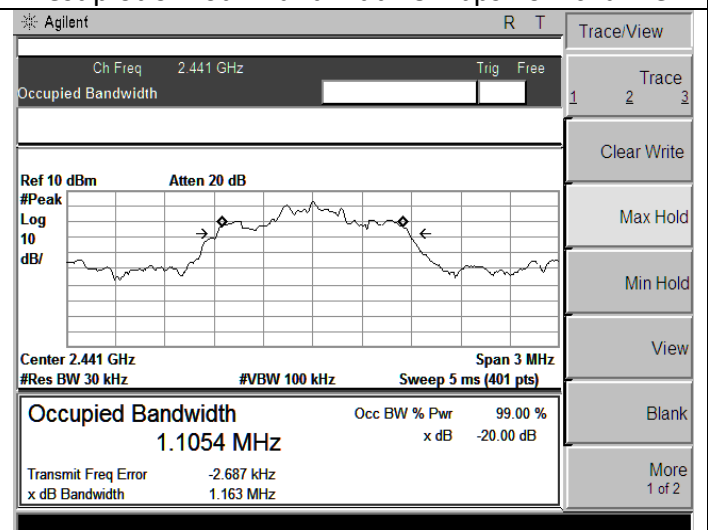 Agilent R T
Trace/View
Ch Freq 2.441 GHz Trig Free
Occupied Bandwidth
Trace
1 2 3
Clear Write
Max Hold
Min Hold
View
Blank
More
1 of 2
Ref 10 dBm Atten 20 dB
#Peak
Log
10
dB/
Center 2.441 GHz Span 3 MHz
#Res BW 30 kHz #VBW 100 kHz Sweep 5 ms (401 pts)
Occupied Bandwidth Occ BW % Pwr 99.00 %
1.1054 MHz x dB -20.00 dB
Transmit Freq Error -2.687 kHz
x dB Bandwidth 1.163 MHz